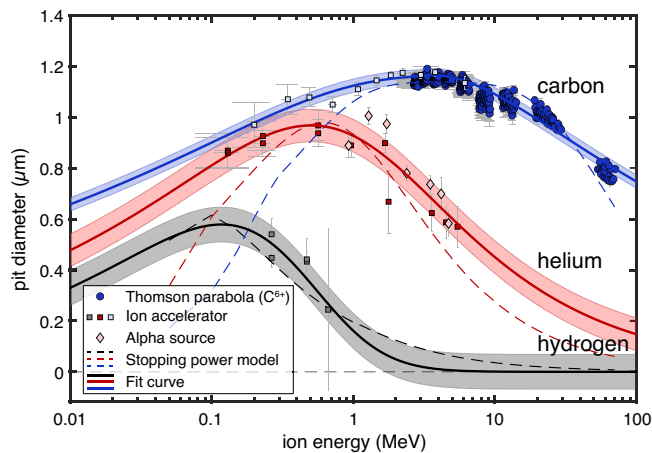 1.4
1.2
1
0.8
0.6
0.4
0.2
0
pit diameter (µm)
carbon
helium
hydrogen
Thomson parabola (C⁶⁺)
Ion accelerator
Alpha source
Stopping power model
Fit curve
0.01
0.1
1
10
100
ion energy (MeV)